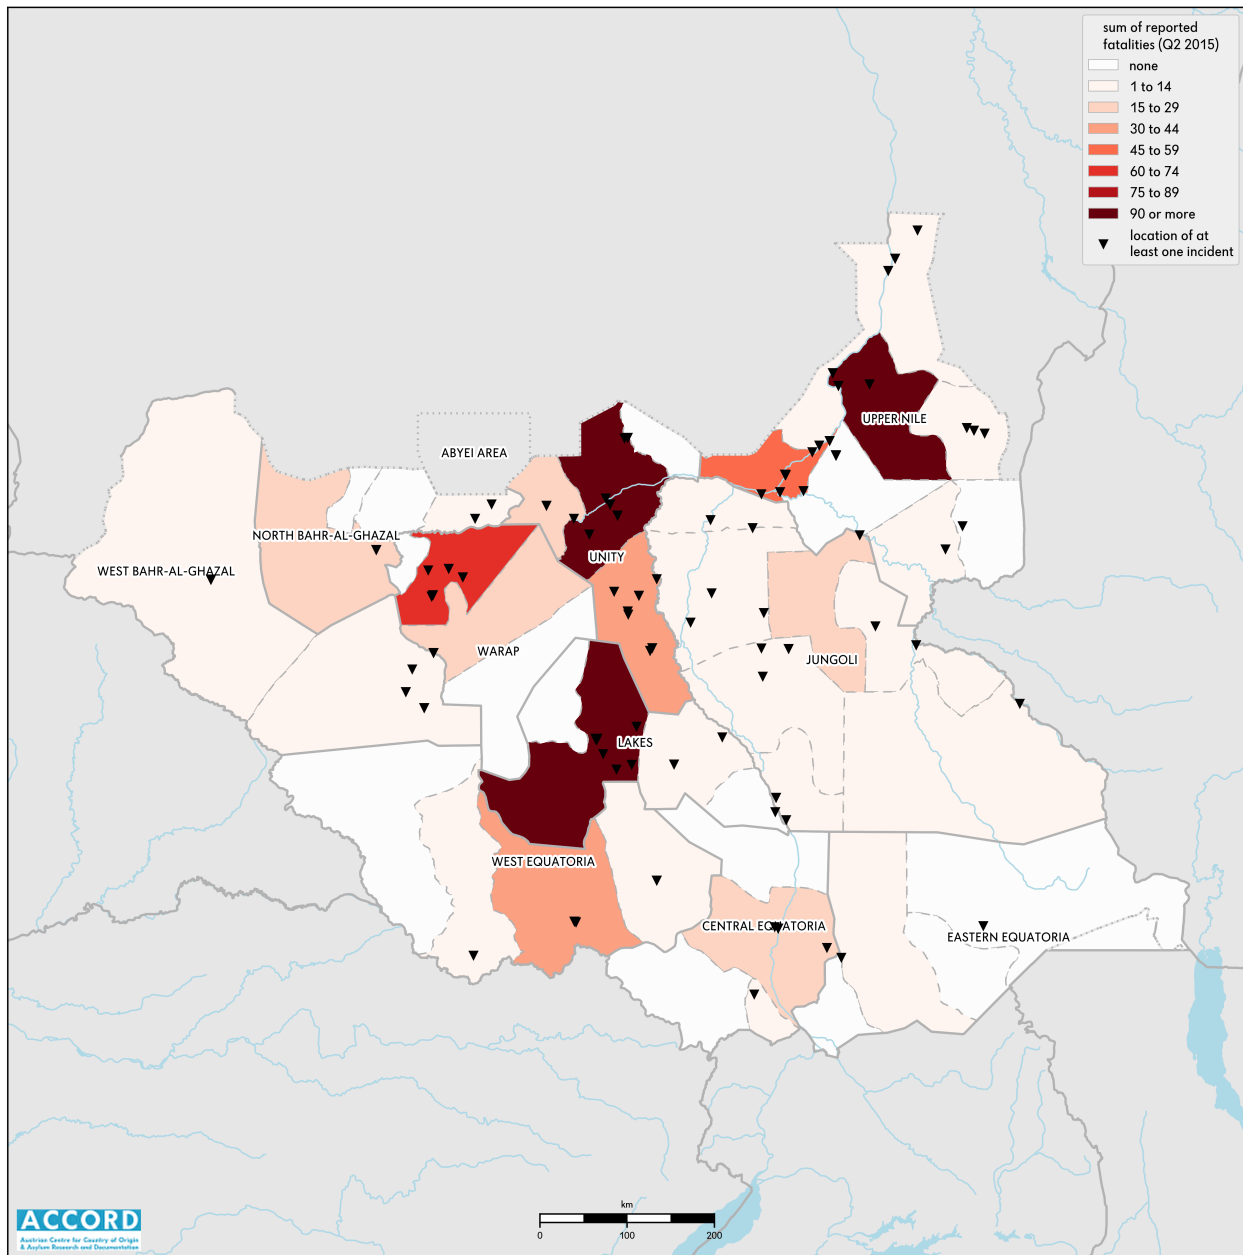 sum of reported
fatalities (Q2 2015)
none
1 to 14
15 to 29
30 to 44
45 to 59
60 to 74
75 to 89
90 or more
location of at
least one incident
UPPER NILE
ABYEI AREA
NORTH BAHR-AL-GHAZAL
UNITY
WEST BAHR-AL-GHAZAL
WARAP
JUNGOLI
LAKES
WEST EQUATORIA
CENTRAL EQUATORIA
EASTERN EQUATORIA
km
0 100 200
ACCORD
Austrian Centre for Country of Origin
& Asylum Research and Documentation